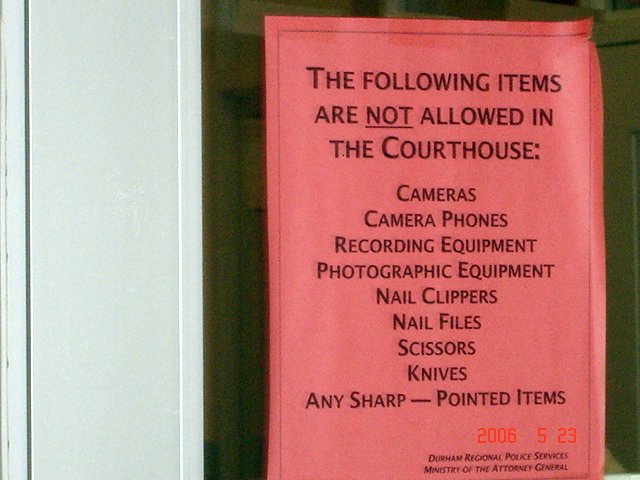 THE FOLLOWING ITEMS
ARE NOT ALLOWED IN
THE COURTHOUSE:
CAMERAS
CAMERA PHONES
RECORDING EQUIPMENT
PHOTOGRAPHIC EQUIPMENT
NAIL CLIPPERS
NAIL FILES
SCISSORS
KNIVES
ANY SHARP — POINTED ITEMS
2006 5 23
DURHAM REGIONAL POLICE SERVICES
MINISTRY OF THE ATTORNEY GENERAL